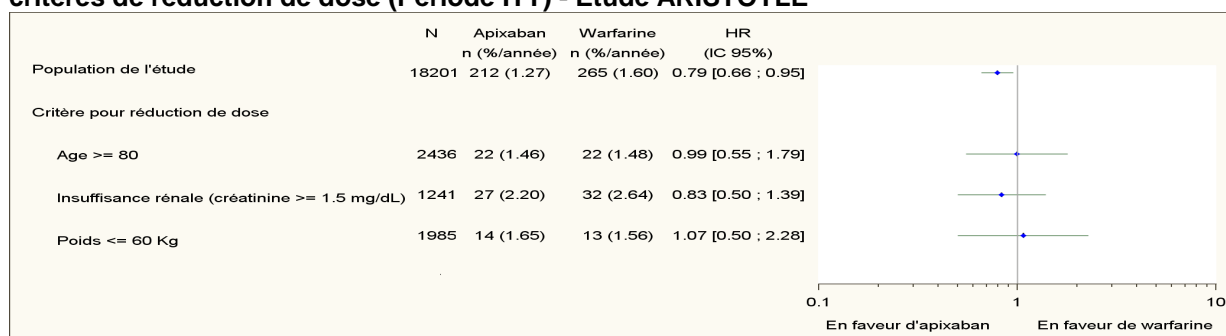 critères de réduction de dose (Période ITT) - Etude ARISTOTLE
N Apixaban Warfarine HR
n (%/année) n (%/année) (IC 95%)
Population de l'étude 18201 212 (1.27) 265 (1.60) 0.79 [0.66 ; 0.95]
Critère pour réduction de dose
Age >= 80 2436 22 (1.46) 22 (1.48) 0.99 [0.55 ; 1.79]
Insuffisance rénale (créatinine >= 1.5 mg/dL) 1241 27 (2.20) 32 (2.64) 0.83 [0.50 ; 1.39]
Poids <= 60 Kg 1985 14 (1.65) 13 (1.56) 1.07 [0.50 ; 2.28]
0.1 1 10
En faveur d'apixaban En faveur de warfarine